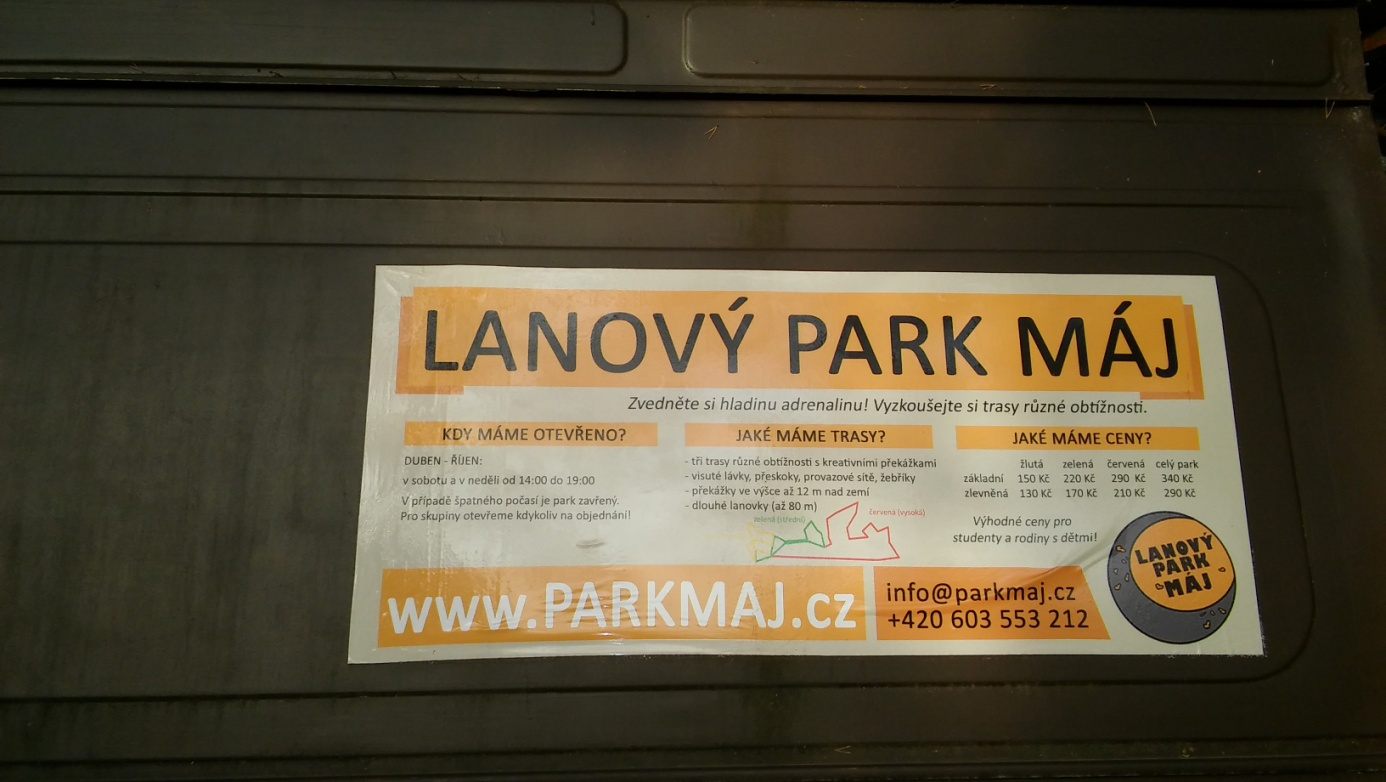 LANOVÝ PARK MÁJ
Zvedněte si hladinu adrenalinu! Vyzkoušejte si trasy různé obtížnosti.
KDY MÁME OTEVŘENO?
DUBEN - ŘÍJEN:
v sobotu a v neděli od 14:00 do 19:00
V případě špatného počasí je park zavřený.
Pro skupiny otevřeme kdykoliv na objednání!
JAKÉ MÁME TRASY?
- tři trasy různé obtížnosti s kreativními překážkami
- visuté lávky, přeskoky, provazové sítě, žebříky
- překážky ve výšce až 12 m nad zemí
- dlouhé lanovky (až 80 m)
zelená (střední)
červená (vysoká)
JAKÉ MÁME CENY?
žlutá zelená červená celý park
základní 150 Kč 220 Kč 290 Kč 340 Kč
zlevněná 130 Kč 170 Kč 210 Kč 290 Kč
Výhodné ceny pro
studenty a rodiny s dětmi!
www.PARKMAJ.cz
info@parkmaj.cz
+420 603 553 212
LANOVÝ
PARK
MÁJ